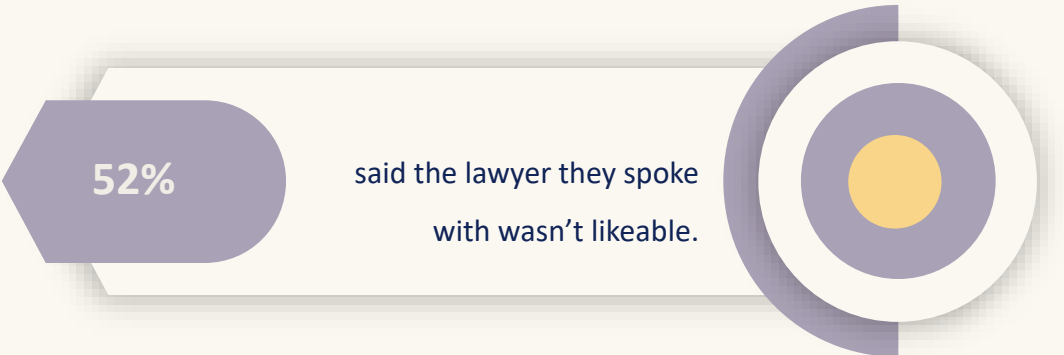 52%
said the lawyer they spoke
with wasn’t likeable.